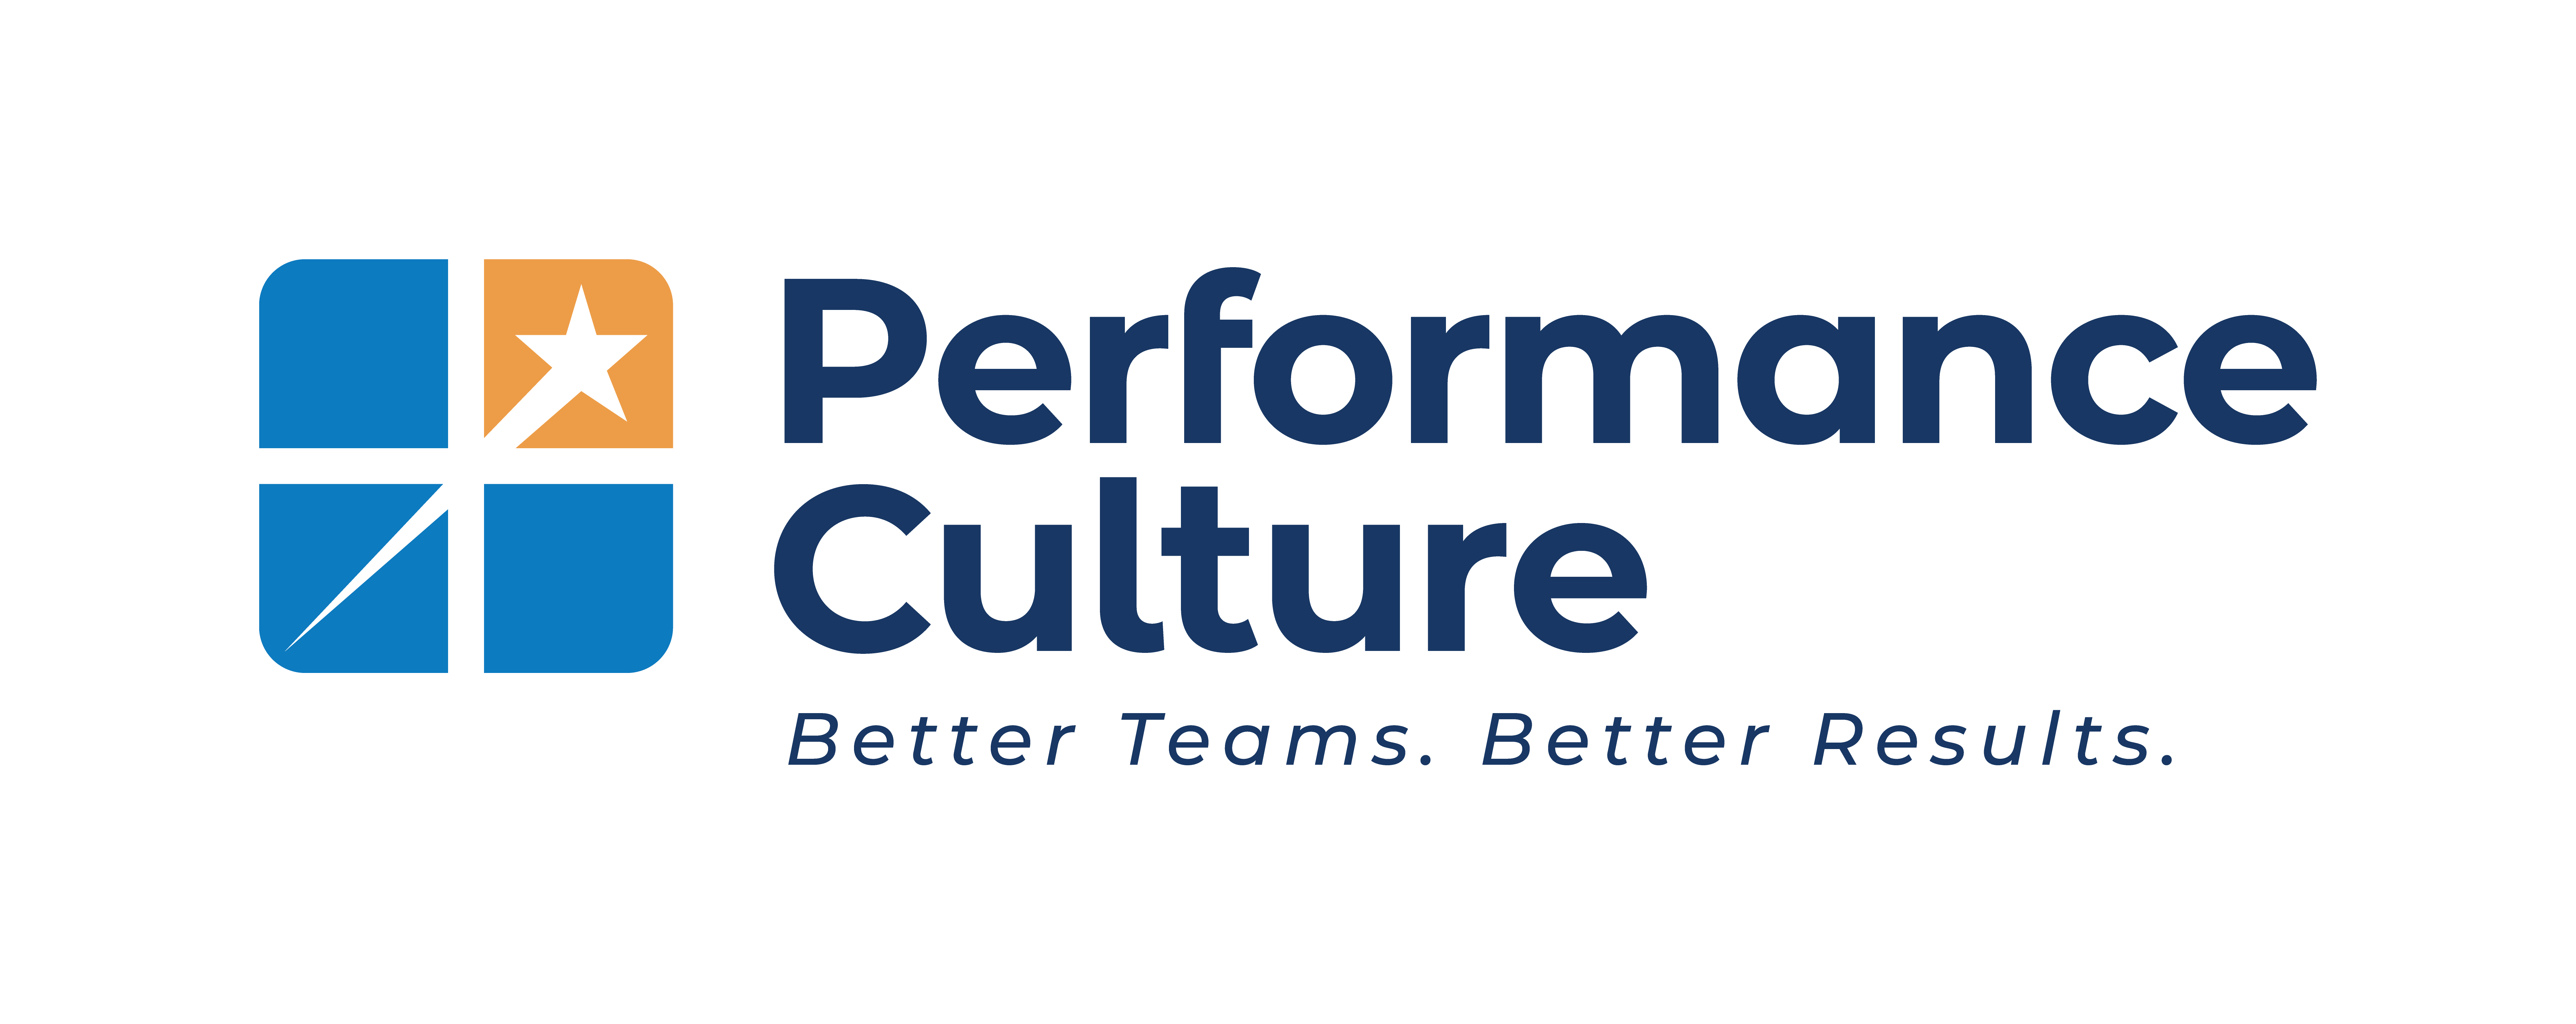 Performance
Culture
Better Teams. Better Results.